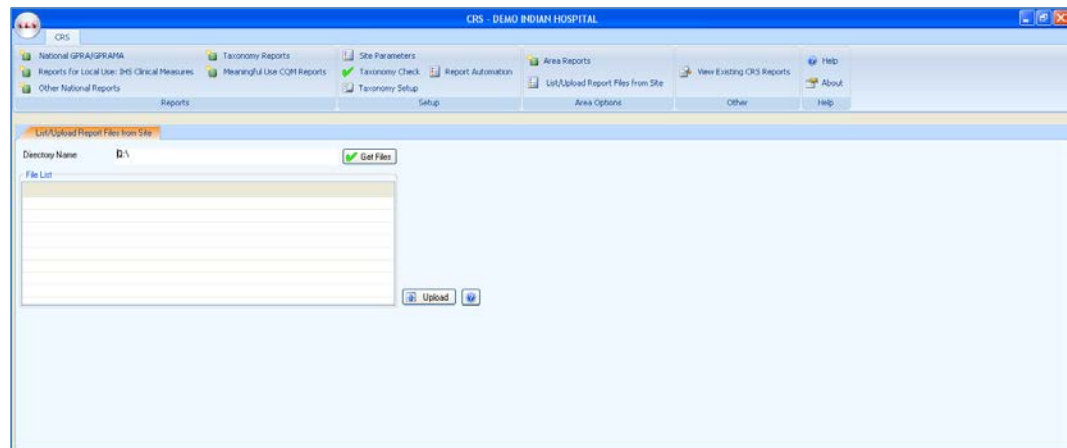 CRS - DEMO INDIAN HOSPITAL
CRS
National GPRA/GPRAMA
Reports for Local Use: IHS Clinical Measures
Other National Reports
Taxonomy Reports
Meaningful Use CQM Reports
Reports
Site Parameters
Taxonomy Check
Report Automation
Taxonomy Setup
Setup
Area Reports
List/Upload Report Files from Site
Area Options
View Existing CRS Reports
Other
Help
About
Help
List/Upload Report Files from Site
Directory Name
:\
Get Files
File List
Upload